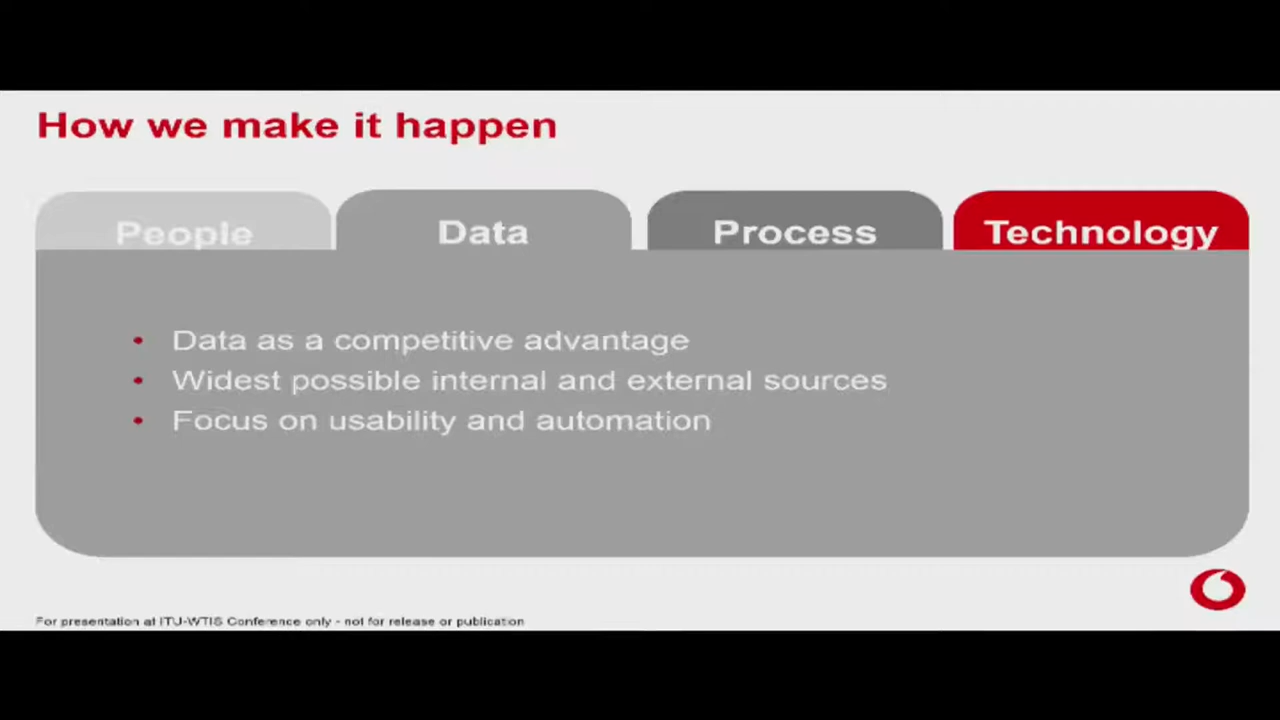 How we make it happen
People Data Process Technology
• Data as a competitive advantage
• Widest possible internal and external sources
• Focus on usability and automation
For presentation at ITU-WTIS Conference only - not for release or publication